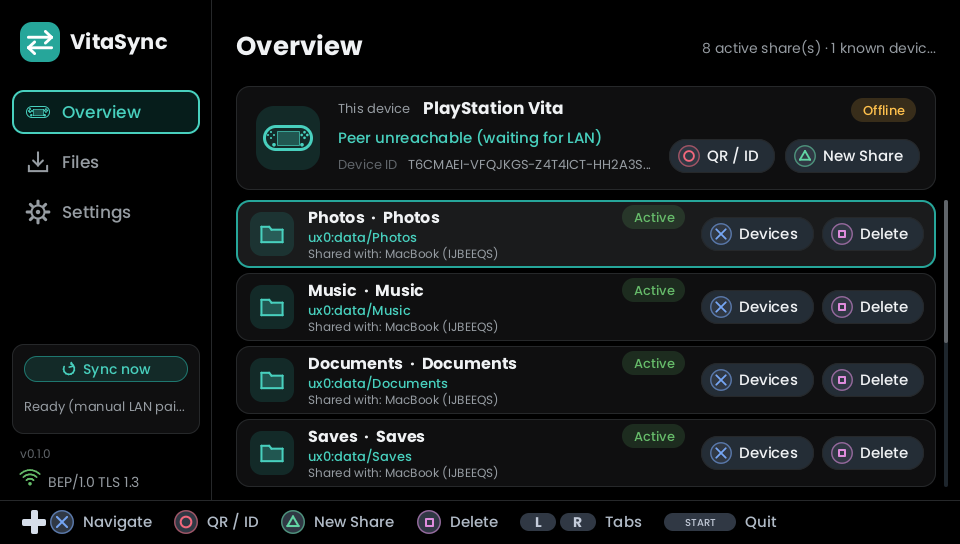 VitaSync
Overview
Files
Settings
Sync now
Ready (manual LAN pai...
v0.1.0
BEP/1.0 TLS 1.3
Overview
8 active share(s) · 1 known devic...
This device PlayStation Vita
Offline
Peer unreachable (waiting for LAN)
Device ID T6CMAEI-VFQJKGS-Z4T4ICT-HH2A3S...
QR / ID
New Share
Photos · Photos
ux0:data/Photos
Shared with: MacBook (IJBEEQS)
Active
Devices
Delete
Music · Music
ux0:data/Music
Shared with: MacBook (IJBEEQS)
Active
Devices
Delete
Documents · Documents
ux0:data/Documents
Shared with: MacBook (IJBEEQS)
Active
Devices
Delete
Saves · Saves
ux0:data/Saves
Shared with: MacBook (IJBEEQS)
Active
Devices
Delete
Navigate QR / ID New Share Delete L R Tabs START Quit